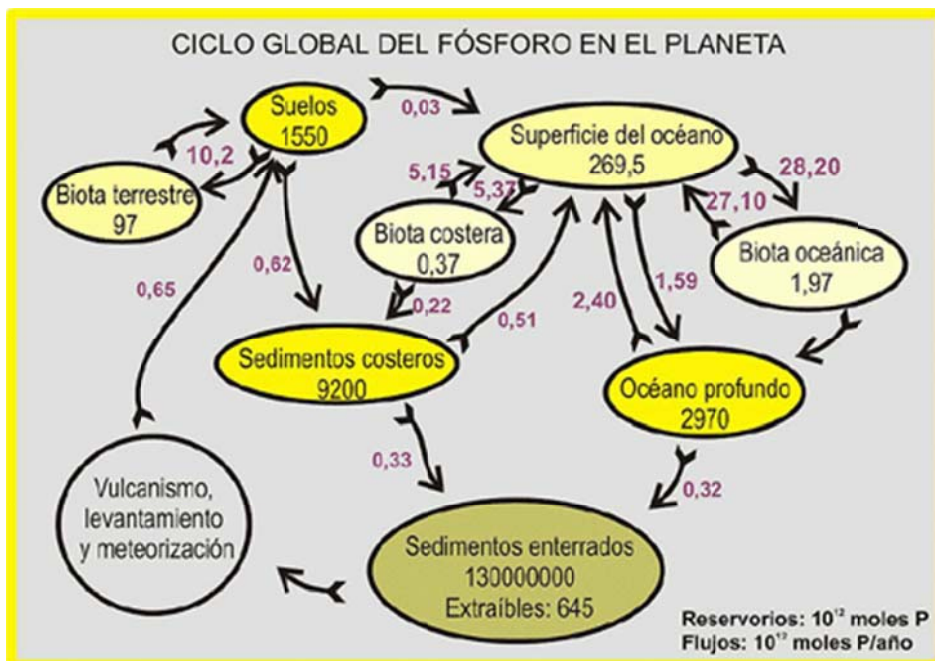 CICLO GLOBAL DEL FÓSFORO EN EL PLANETA
Suelos
1550
0,03
Superficie del océano
269,5
10,2
5,15
5,37
28,20
27,10
Biota terrestre
97
Biota costera
0,37
Biota oceánica
1,97
0,65
0,62
0,22
0,51
2,40
1,59
Sedimentos costeros
9200
Océano profundo
2970
0,33
0,32
Vulcanismo,
levantamiento
y meteorización
Sedimentos enterrados
130000000
Extraíbles: 645
Reservorios: 10¹² moles P
Flujos: 10¹² moles P/año